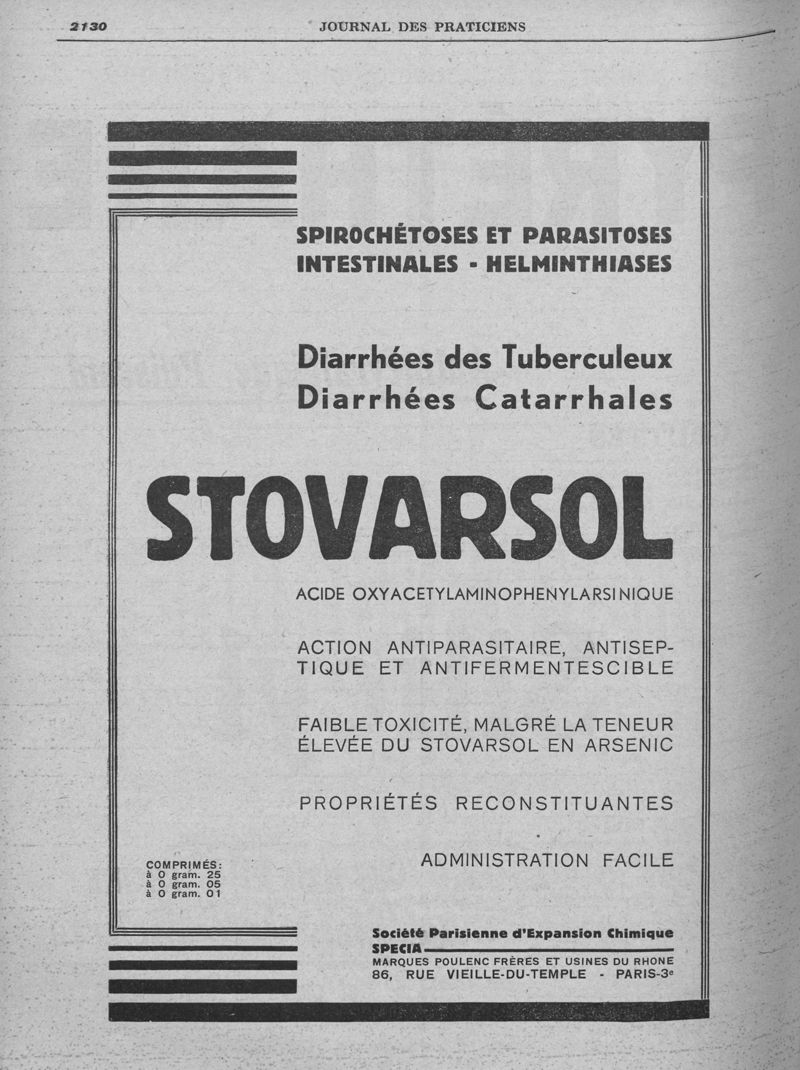 2130
JOURNAL DES PRATICIENS
SPIROCHÉTOSES ET PARASITOSES
INTESTINALES - HELMINTHIASES
Diarrhées des Tuberculeux
Diarrhées Catarrhales
STOVARSOL
ACIDE OXYACETYLAMINOPHENYLARSINIQUE
ACTION ANTIPARASITAIRE, ANTISEP-
TIQUE ET ANTIFERMENTESCIBLE
FAIBLE TOXICITÉ, MALGRÉ LA TENEUR
ÉLEVÉE DU STOVARSOL EN ARSENIC
PROPRIÉTÉS RECONSTITUANTES
ADMINISTRATION FACILE
COMPRIMÉS:
à 0 gram. 25
à 0 gram. 05
à 0 gram. 01
Société Parisienne d'Expansion Chimique
SPECIA
MARQUES POULENC FRÈRES ET USINES DU RHONE
86, RUE VIEILLE-DU-TEMPLE - PARIS-3e